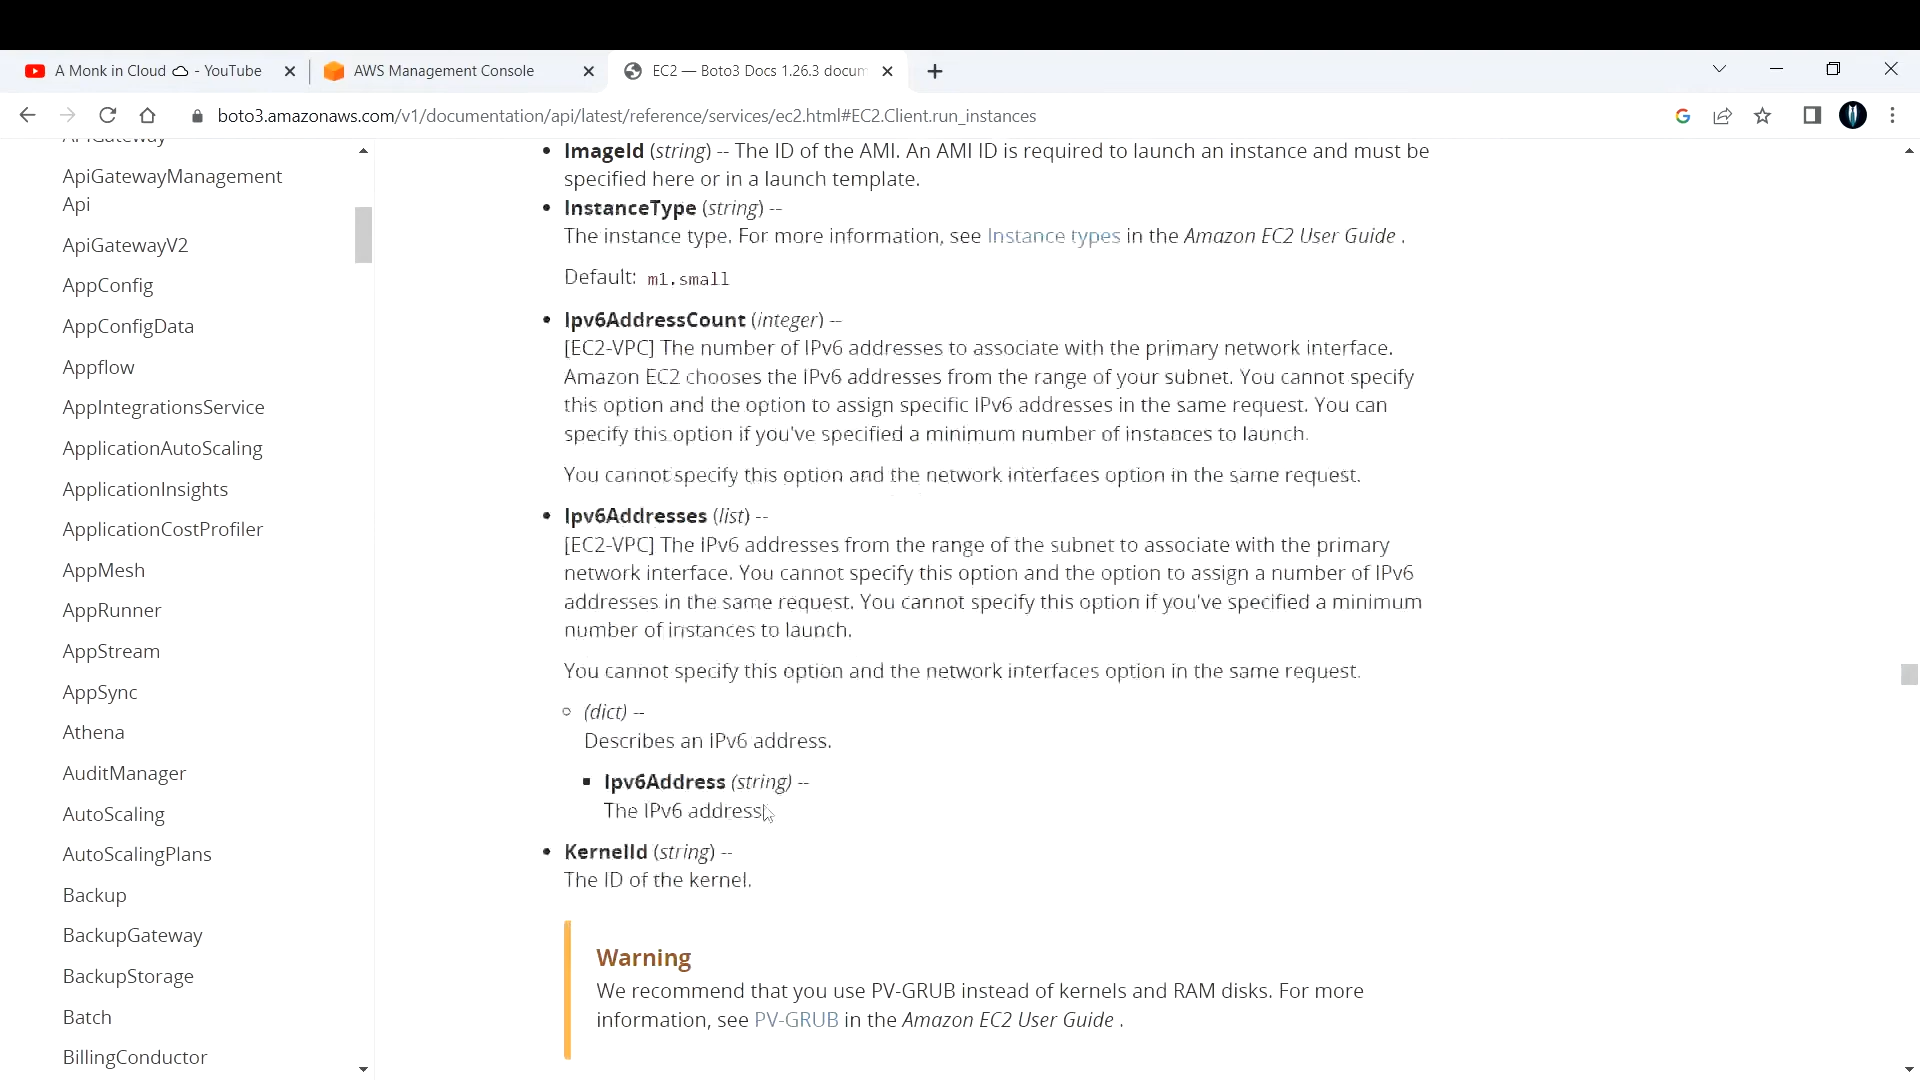 A Monk in Cloud - YouTube
AWS Management Console
EC2 — Boto3 Docs 1.26.3 docum
boto3.amazonaws.com/v1/documentation/api/latest/reference/services/ec2.html#EC2.Client.run_instances
ApiGateway
ApiGatewayManagement
Api
ApiGatewayV2
AppConfig
AppConfigData
Appflow
AppIntegrationsService
ApplicationAutoScaling
ApplicationInsights
ApplicationCostProfiler
AppMesh
AppRunner
AppStream
AppSync
Athena
AuditManager
AutoScaling
AutoScalingPlans
Backup
BackupGateway
BackupStorage
Batch
BillingConductor
• ImageId (string) -- The ID of the AMI. An AMI ID is required to launch an instance and must be
specified here or in a launch template.
• InstanceType (string) --
The instance type. For more information, see Instance types in the Amazon EC2 User Guide .
Default: m1.small
• Ipv6AddressCount (integer) --
[EC2-VPC] The number of IPv6 addresses to associate with the primary network interface.
Amazon EC2 chooses the IPv6 addresses from the range of your subnet. You cannot specify
this option and the option to assign specific IPv6 addresses in the same request. You can
specify this option if you've specified a minimum number of instances to launch.
You cannot specify this option and the network interfaces option in the same request.
• Ipv6Addresses (list) --
[EC2-VPC] The IPv6 addresses from the range of the subnet to associate with the primary
network interface. You cannot specify this option and the option to assign a number of IPv6
addresses in the same request. You cannot specify this option if you've specified a minimum
number of instances to launch.
You cannot specify this option and the network interfaces option in the same request.
◦ (dict) --
Describes an IPv6 address.
▪ Ipv6Address (string) --
The IPv6 address.
• KernelId (string) --
The ID of the kernel.
Warning
We recommend that you use PV-GRUB instead of kernels and RAM disks. For more
information, see PV-GRUB in the Amazon EC2 User Guide .